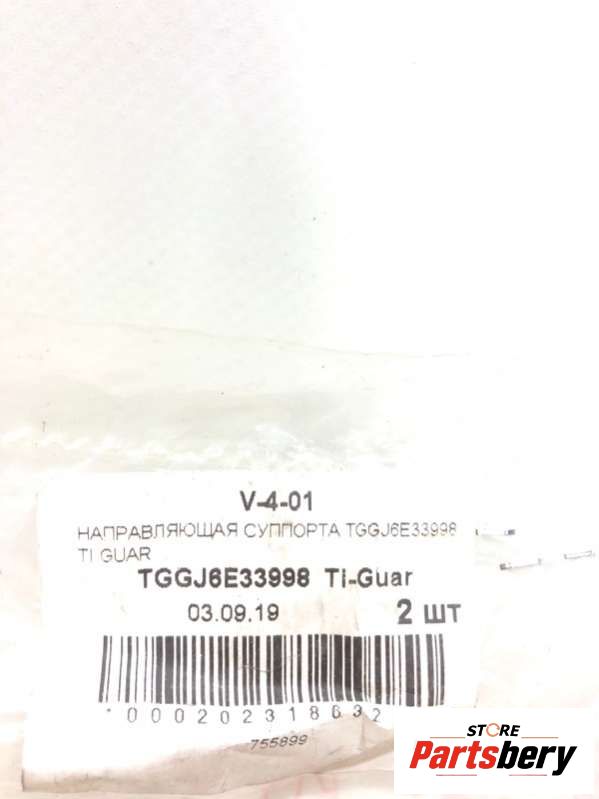 V-4-01
НАПРАВЛЯЮЩАЯ СУППОРТА TGGJ6E33998
TI GUAR
TGGJ6E33998 Ti-Guar
03.09.19 2 шт
*000202318632
755899
STORE
Partsbery